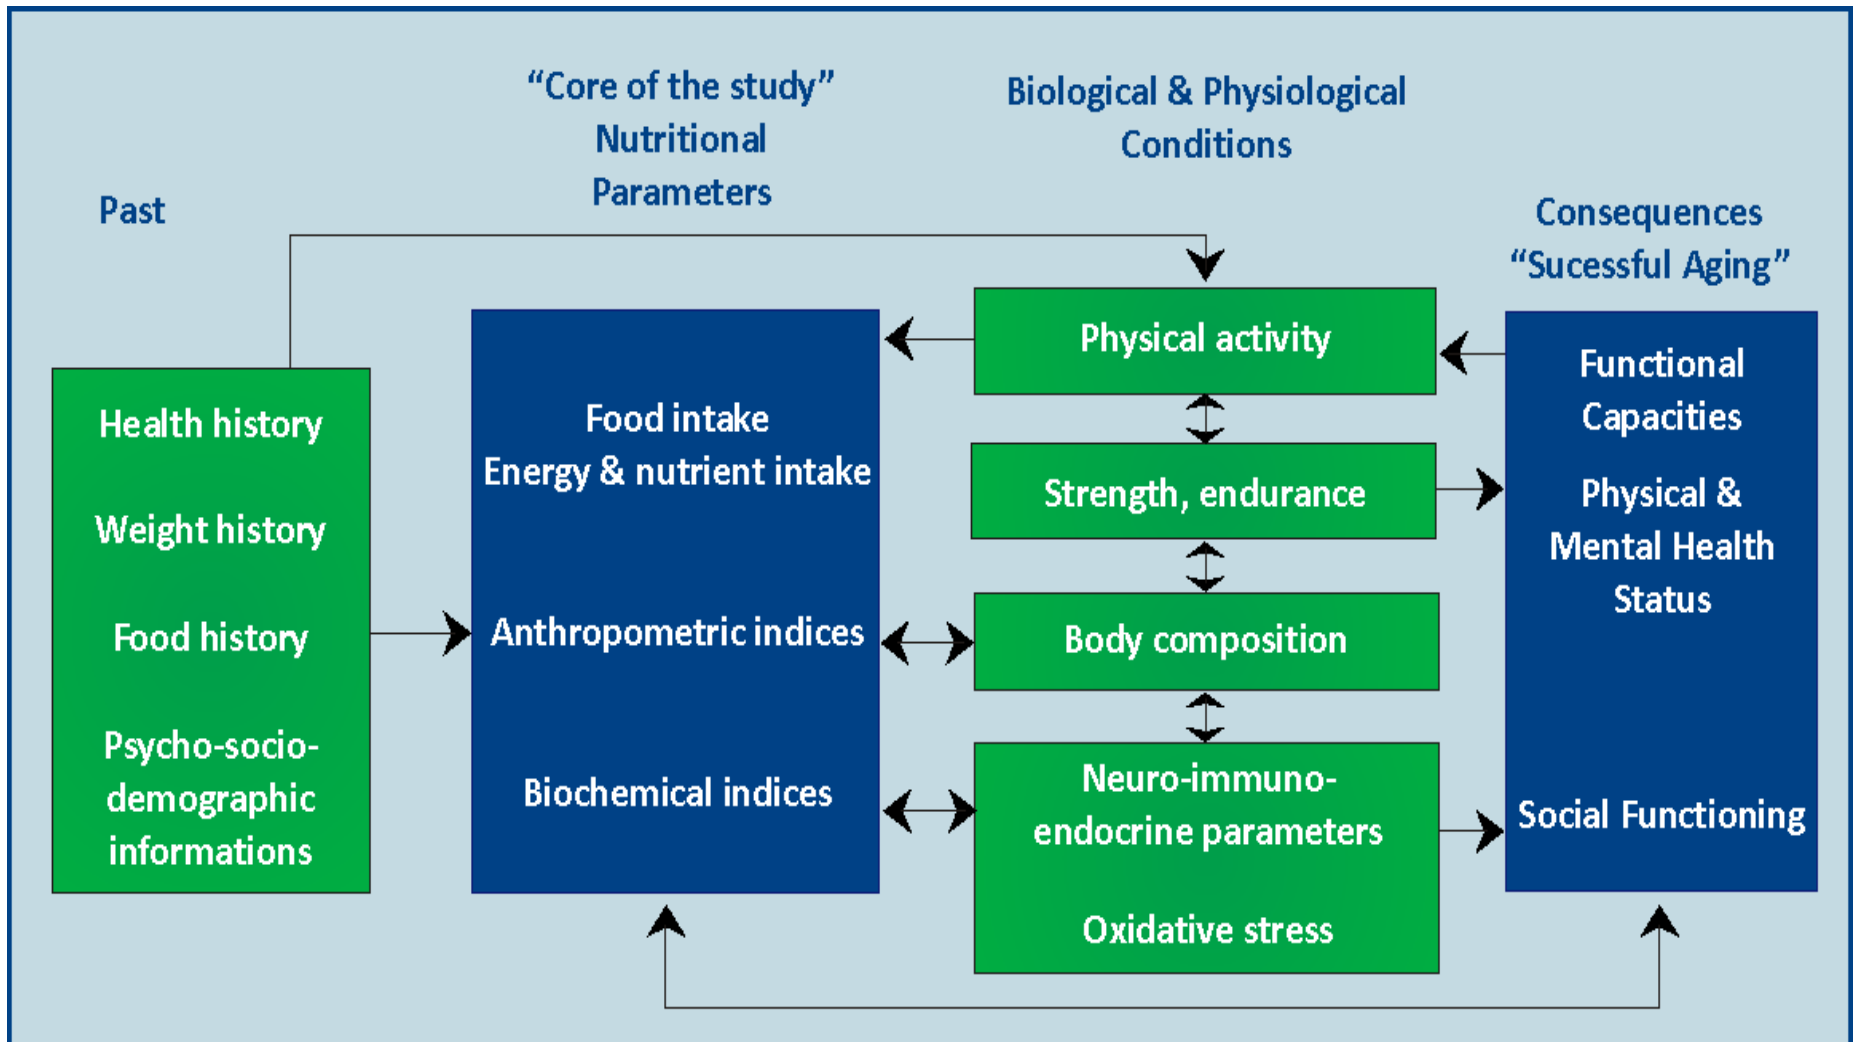 “Core of the study”
Nutritional
Parameters
Biological & Physiological
Conditions
Past
Consequences
“Sucessful Aging”
Health history
Weight history
Food history
Psycho-socio-
demographic
informations
Food intake
Energy & nutrient intake
Anthropometric indices
Biochemical indices
Physical activity
Strength, endurance
Body composition
Neuro-immuno-
endocrine parameters
Oxidative stress
Functional
Capacities
Physical &
Mental Health
Status
Social Functioning